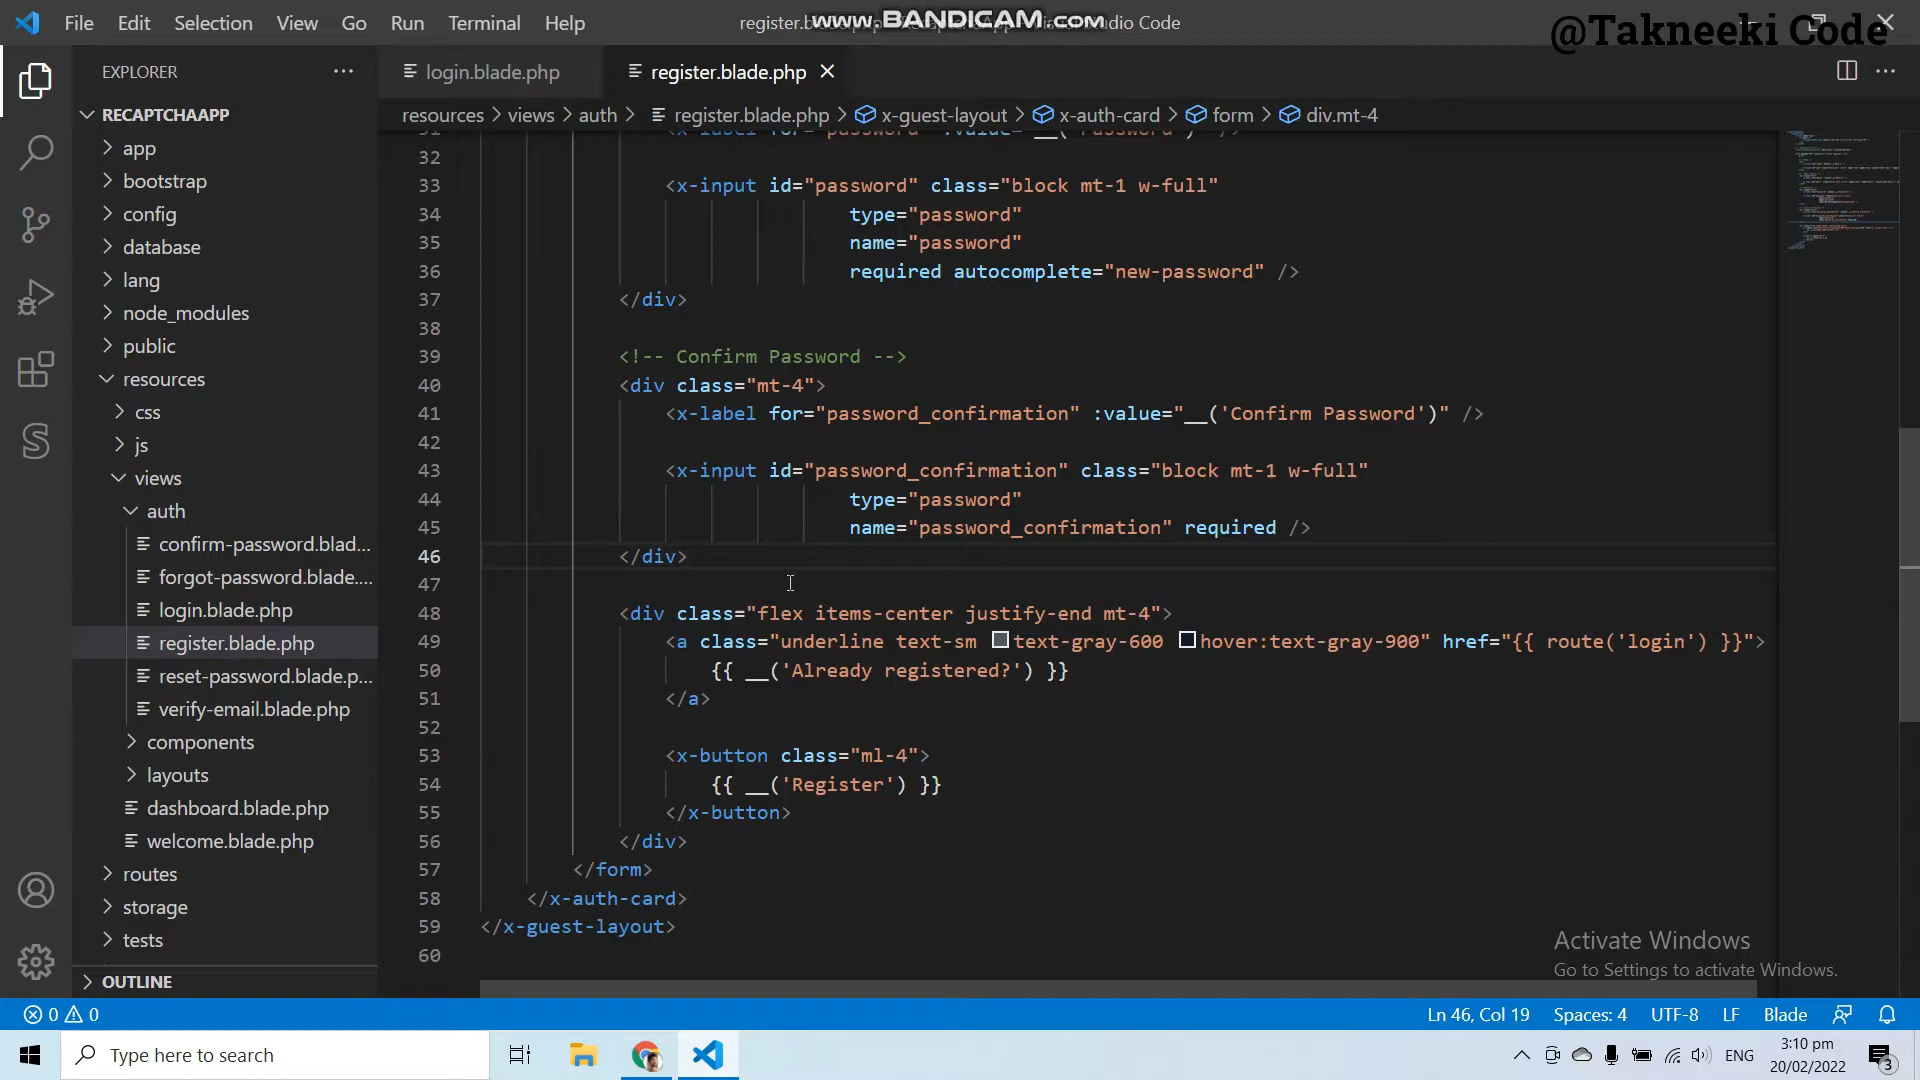 File Edit Selection View Go Run Terminal Help
www.BANDICAM.com
@Takneeki Code
EXPLORER
login.blade.php
register.blade.php
RECAPTCHAAPP
resources > views > auth > register.blade.php > x-guest-layout > x-auth-card > form > div.mt-4
app
bootstrap
config
database
lang
node_modules
public
resources
css
js
views
auth
confirm-password.blad...
forgot-password.blade....
login.blade.php
register.blade.php
reset-password.blade.p...
verify-email.blade.php
components
layouts
dashboard.blade.php
welcome.blade.php
routes
storage
tests
OUTLINE
31 <x-label for="password" :value="__('Password')" />
32
33 <x-input id="password" class="block mt-1 w-full"
34 type="password"
35 name="password"
36 required autocomplete="new-password" />
37 </div>
38
39 <!-- Confirm Password -->
40 <div class="mt-4">
41 <x-label for="password_confirmation" :value="__('Confirm Password')" />
42
43 <x-input id="password_confirmation" class="block mt-1 w-full"
44 type="password"
45 name="password_confirmation" required />
46 </div>
47
48 <div class="flex items-center justify-end mt-4">
49 <a class="underline text-sm text-gray-600 hover:text-gray-900" href="{{ route('login') }}">
50 {{ __('Already registered?') }}
51 </a>
52
53 <x-button class="ml-4">
54 {{ __('Register') }}
55 </x-button>
56 </div>
57 </form>
58 </x-auth-card>
59 </x-guest-layout>
60
Activate Windows
Go to Settings to activate Windows.
0 0
Ln 46, Col 19 Spaces: 4 UTF-8 LF Blade
Type here to search
ENG
3:10 pm
20/02/2022
3